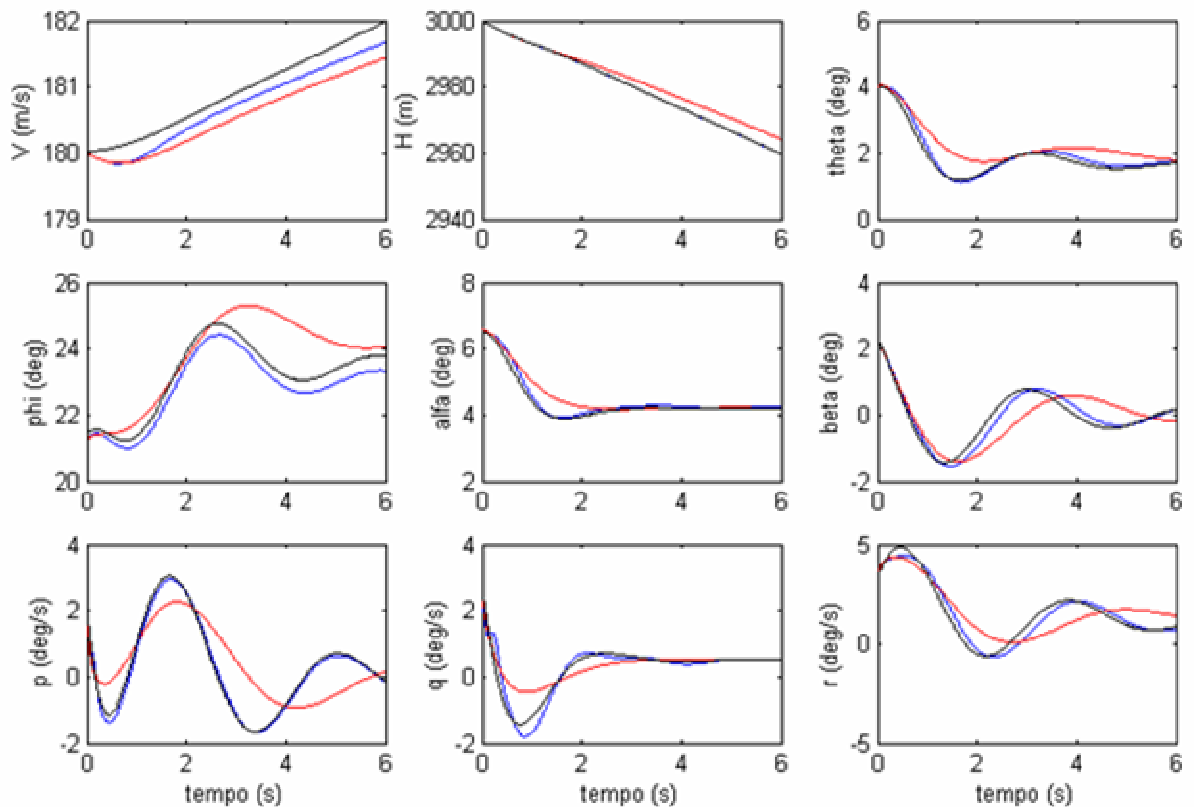 182
181
180
179
V (m/s)
0 2 4 6
3000
2980
2960
2940
H (m)
0 2 4 6
6
4
2
0
theta (deg)
0 2 4 6
26
24
22
20
phi (deg)
0 2 4 6
8
6
4
2
alfa (deg)
0 2 4 6
4
2
0
-2
beta (deg)
0 2 4 6
4
2
0
-2
p (deg/s)
0 2 4 6
tempo (s)
4
2
0
-2
q (deg/s)
0 2 4 6
tempo (s)
5
0
-5
r (deg/s)
0 2 4 6
tempo (s)